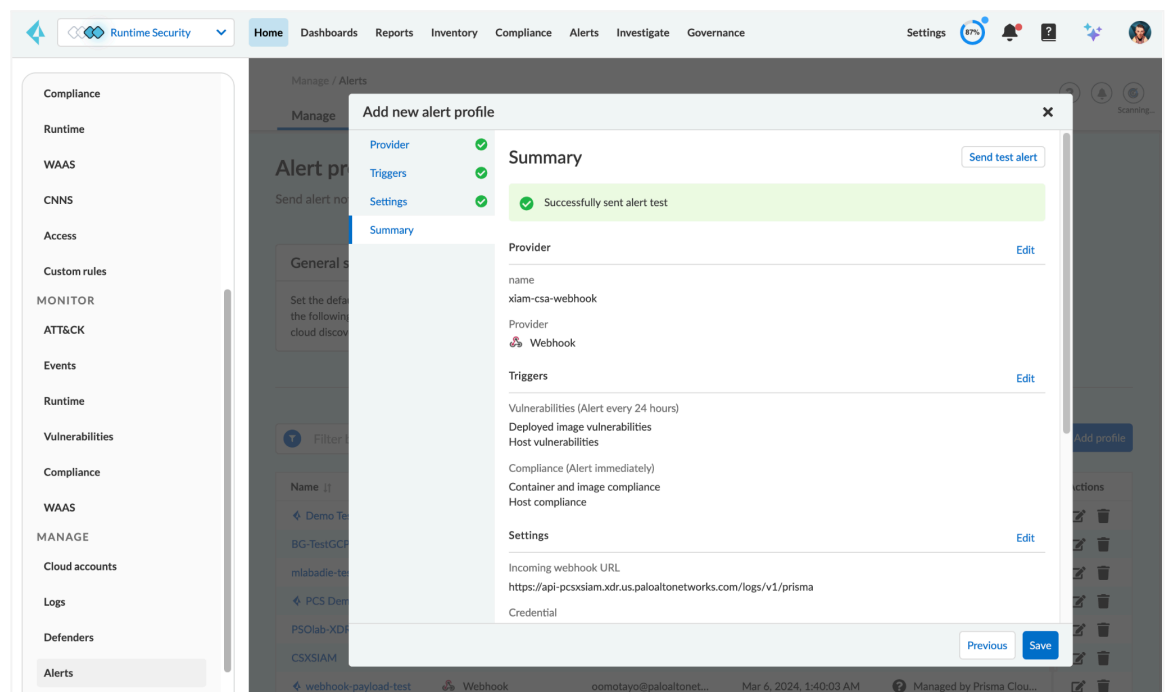 Runtime Security
Home Dashboards Reports Inventory Compliance Alerts Investigate Governance
Settings 87% ?
Compliance
Runtime
WAAS
CNNS
Access
Custom rules
MONITOR
ATT&CK
Events
Runtime
Vulnerabilities
Compliance
WAAS
MANAGE
Cloud accounts
Logs
Defenders
Alerts
Manage / Alerts
Manage
Scanning...
Alert pr
Send alert no
General s
Set the defa
the following
cloud discov
Filter
Add profile
Name
Actions
Demo Te
BG-TestGCP
mlabadie-te
PCS Dem
PSOlab-XDR
CSXSIAM
webhook-payload-test Webhook oomotayo@paloaltonet... Mar 6, 2024, 1:40:03 AM Managed by Prisma Clou...
Add new alert profile
Provider
Triggers
Settings
Summary
Summary
Send test alert
Successfully sent alert test
Provider Edit
name
xiam-csa-webhook
Provider
Webhook
Triggers Edit
Vulnerabilities (Alert every 24 hours)
Deployed image vulnerabilities
Host vulnerabilities
Compliance (Alert immediately)
Container and image compliance
Host compliance
Settings Edit
Incoming webhook URL
https://api-pcsxsiam.xdr.us.paloaltonetworks.com/logs/v1/prisma
Credential
Previous Save